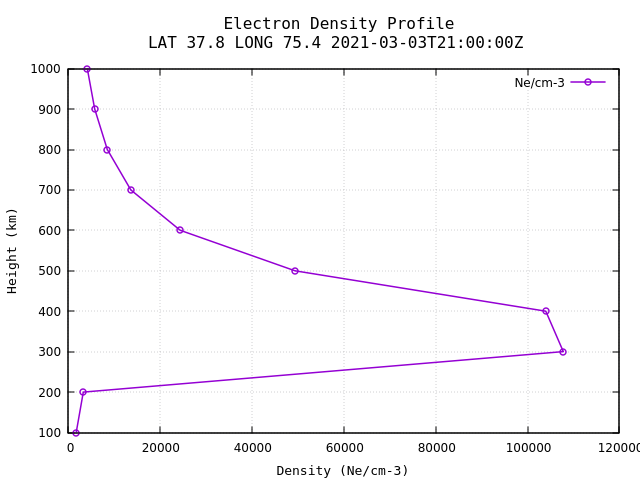 Electron Density Profile
LAT 37.8 LONG 75.4 2021-03-03T21:00:00Z
Ne/cm-3
1000
900
800
700
600
500
400
300
200
100
Height (km)
0 20000 40000 60000 80000 100000 120000
Density (Ne/cm-3)